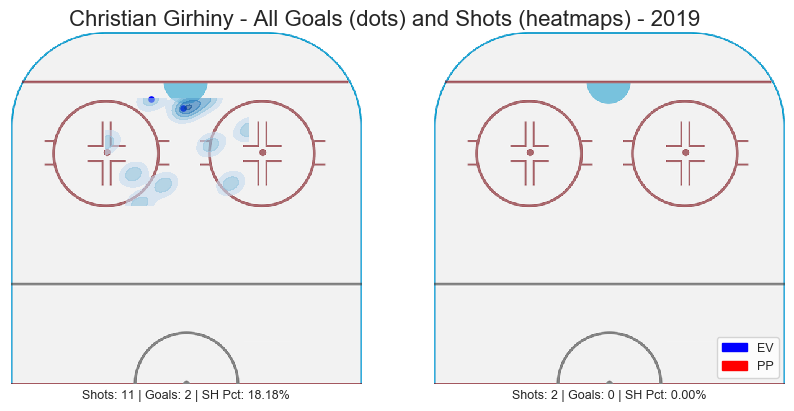 Christian Girhiny - All Goals (dots) and Shots (heatmaps) - 2019
EV
PP
Shots: 11 | Goals: 2 | SH Pct: 18.18%
Shots: 2 | Goals: 0 | SH Pct: 0.00%